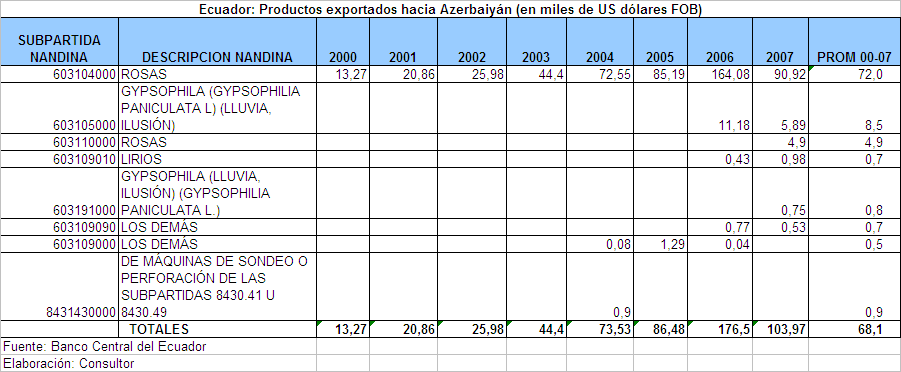 Ecuador: Productos exportados hacia Azerbaiyán (en miles de US dólares FOB)
SUBPARTIDA NANDINA DESCRIPCION NANDINA 2000 2001 2002 2003 2004 2005 2006 2007 PROM 00-07
603104000 ROSAS 13,27 20,86 25,98 44,4 72,55 85,19 164,08 90,92 72,0
GYPSOPHILA (GYPSOPHILIA
PANICULATA L) (LLUVIA,
603105000 ILUSIÓN) 11,18 5,89 8,5
603110000 ROSAS 4,9 4,9
603109010 LIRIOS 0,43 0,98 0,7
GYPSOPHILA (LLUVIA,
ILUSIÓN) (GYPSOPHILIA
603191000 PANICULATA L.) 0,75 0,8
603109090 LOS DEMÁS 0,77 0,53 0,7
603109000 LOS DEMÁS 0,08 1,29 0,04 0,5
DE MÁQUINAS DE SONDEO O
PERFORACIÓN DE LAS
SUBPARTIDAS 8430.41 U
8431430000 8430.49 0,9 0,9
TOTALES 13,27 20,86 25,98 44,4 73,53 86,48 176,5 103,97 68,1
Fuente: Banco Central del Ecuador
Elaboración: Consultor